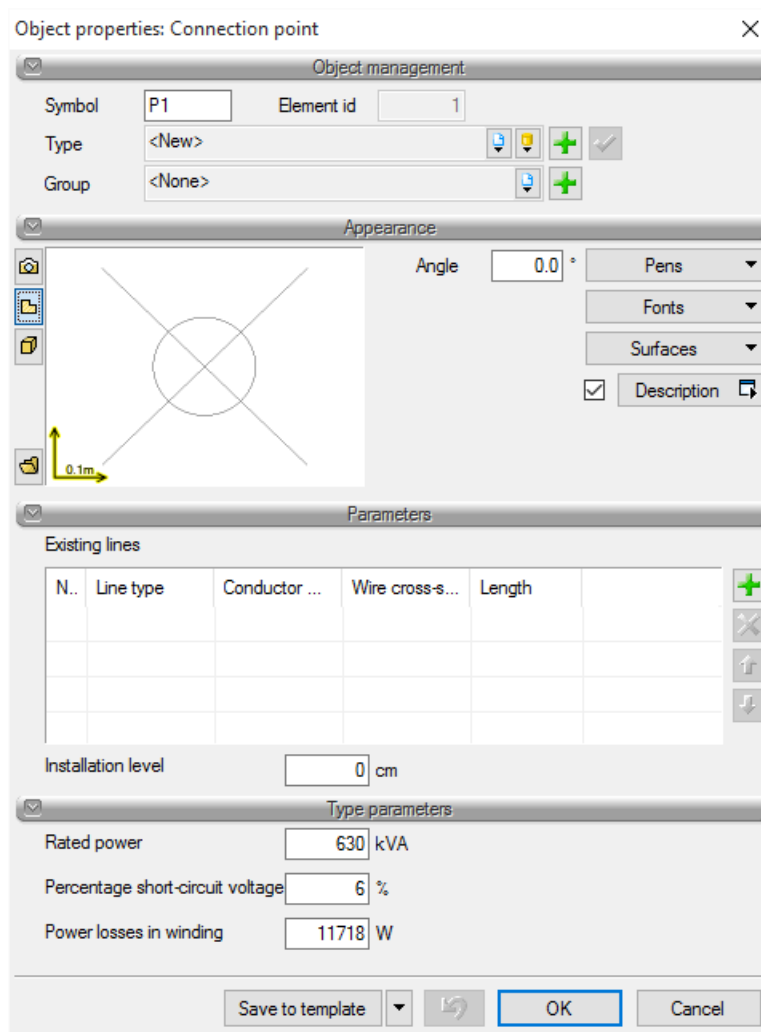 Object properties: Connection point
Object management
Symbol P1 Element id 1
Type <New>
Group <None>
Appearance
Angle 0.0 ° Pens
Fonts
Surfaces
Description
0.1m
Parameters
Existing lines
N.. Line type Conductor ... Wire cross-s... Length
Installation level 0 cm
Type parameters
Rated power 630 kVA
Percentage short-circuit voltage 6 %
Power losses in winding 11718 W
Save to template OK Cancel